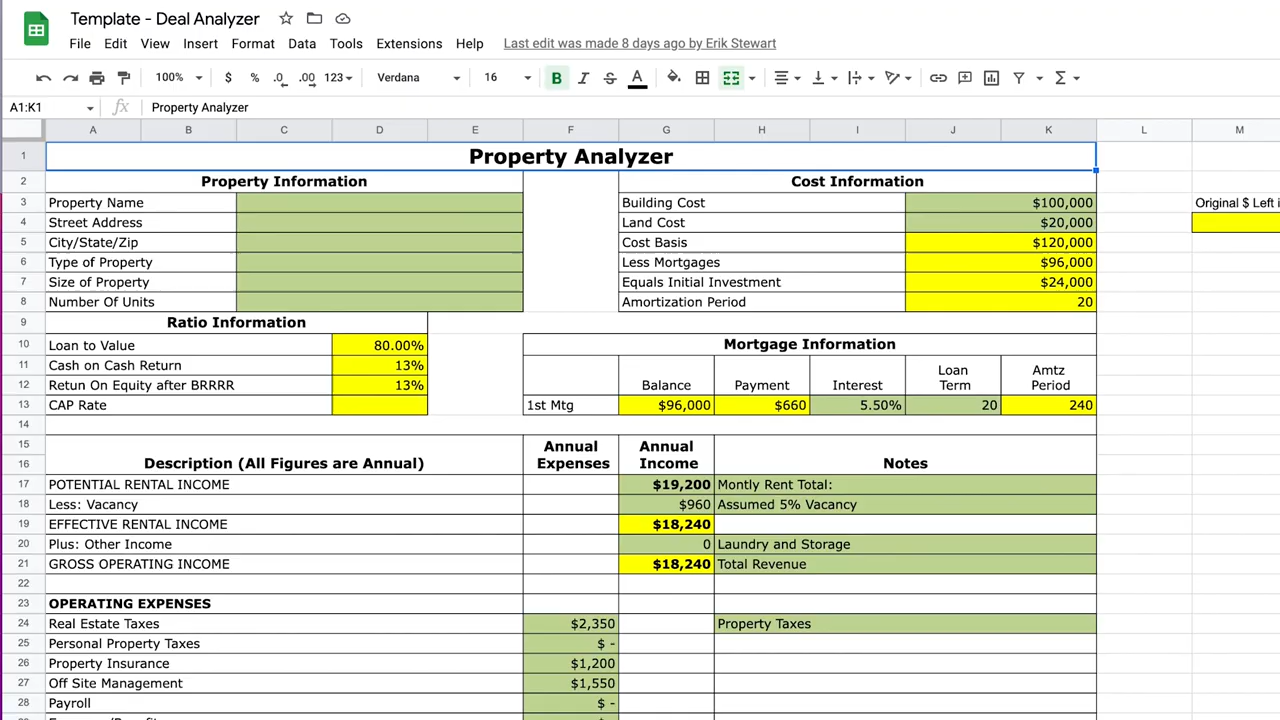 Template - Deal Analyzer
File Edit View Insert Format Data Tools Extensions Help Last edit was made 8 days ago by Erik Stewart
100% $ % .0 .00 123 Verdana 16 B I S A Σ
A1:K1 fx Property Analyzer
A B C D E F G H I J K L M
1 Property Analyzer
2 Property Information Cost Information
3 Property Name Building Cost $100,000 Original $ Left i
4 Street Address Land Cost $20,000
5 City/State/Zip Cost Basis $120,000
6 Type of Property Less Mortgages $96,000
7 Size of Property Equals Initial Investment $24,000
8 Number Of Units Amortization Period 20
9 Ratio Information
10 Loan to Value 80.00% Mortgage Information
11 Cash on Cash Return 13% Loan Amtz
12 Retun On Equity after BRRRR 13% Balance Payment Interest Term Period
13 CAP Rate 1st Mtg $96,000 $660 5.50% 20 240
14
15 Annual Annual
16 Description (All Figures are Annual) Expenses Income Notes
17 POTENTIAL RENTAL INCOME $19,200 Montly Rent Total:
18 Less: Vacancy $960 Assumed 5% Vacancy
19 EFFECTIVE RENTAL INCOME $18,240
20 Plus: Other Income 0 Laundry and Storage
21 GROSS OPERATING INCOME $18,240 Total Revenue
22
23 OPERATING EXPENSES
24 Real Estate Taxes $2,350 Property Taxes
25 Personal Property Taxes $ -
26 Property Insurance $1,200
27 Off Site Management $1,550
28 Payroll $ -